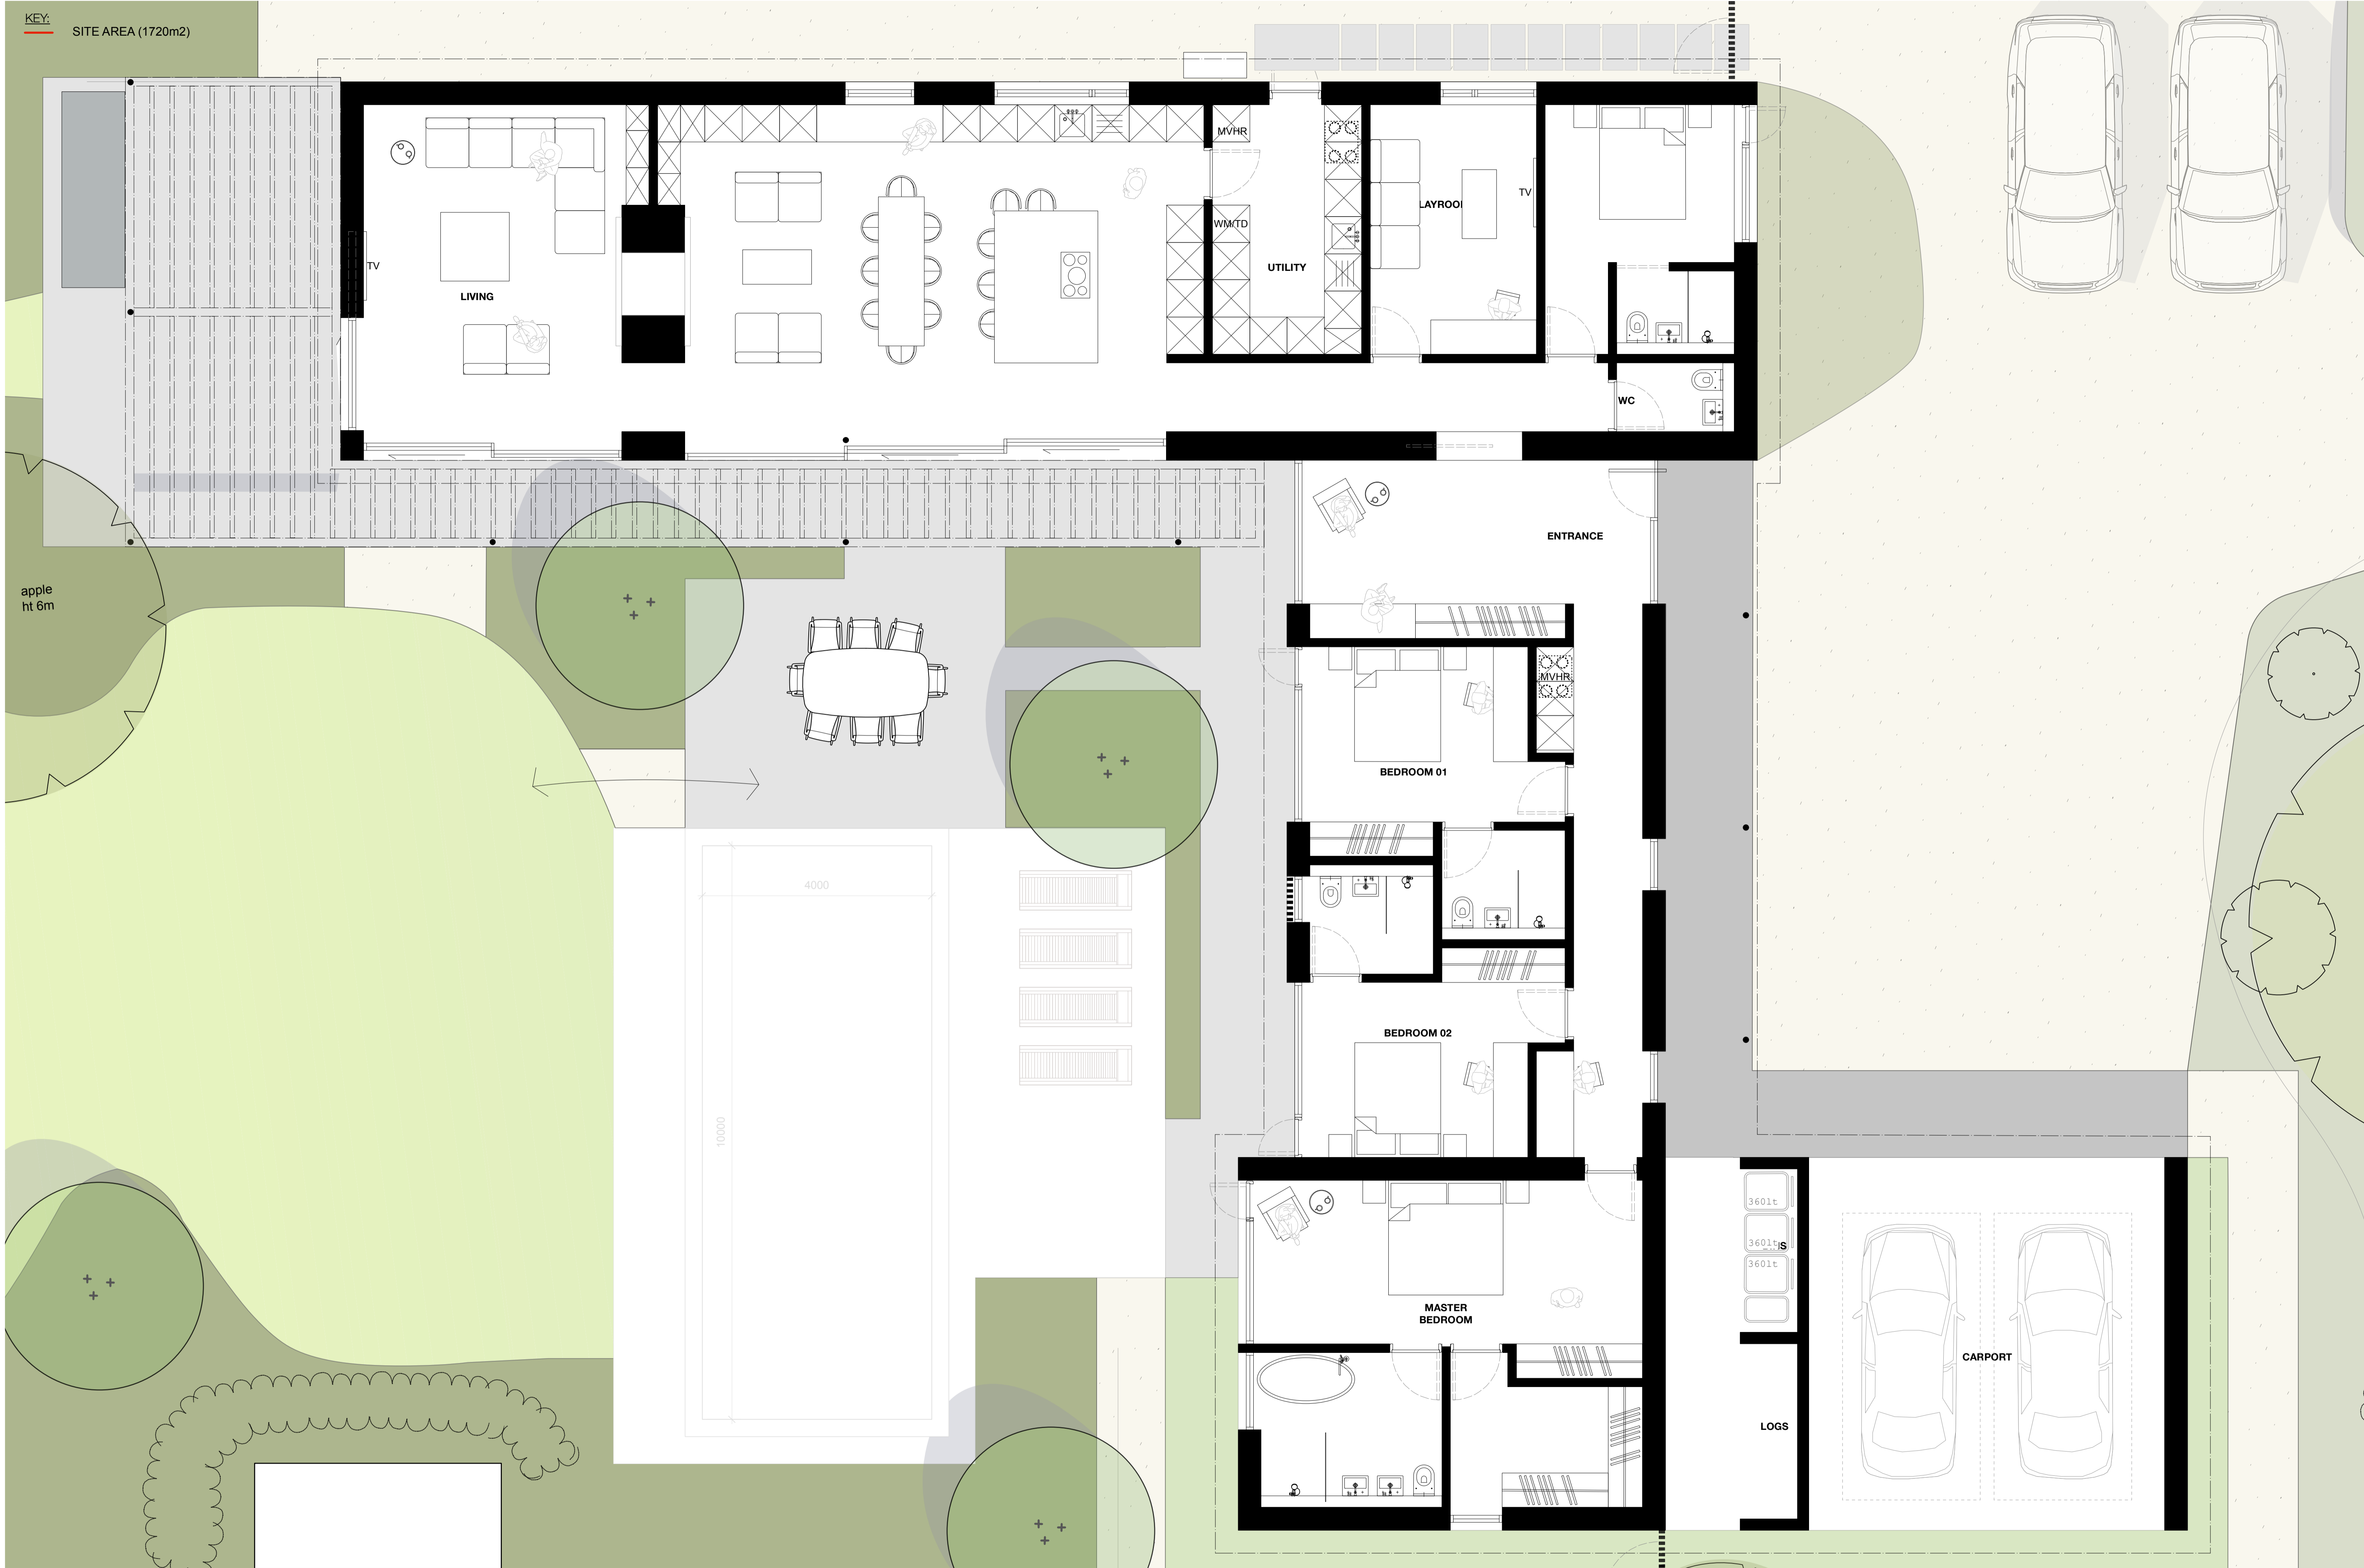 KEY:
SITE AREA (1720m2)
MVHR
TV
LAYROOI
WM/TD
UTILITY
TV
LIVING
WC
ENTRANCE
apple
ht 6m
MVHR
BEDROOM 01
4000
BEDROOM 02
10000
360lt
360lt
360lt
MASTER
BEDROOM
CARPORT
LOGS